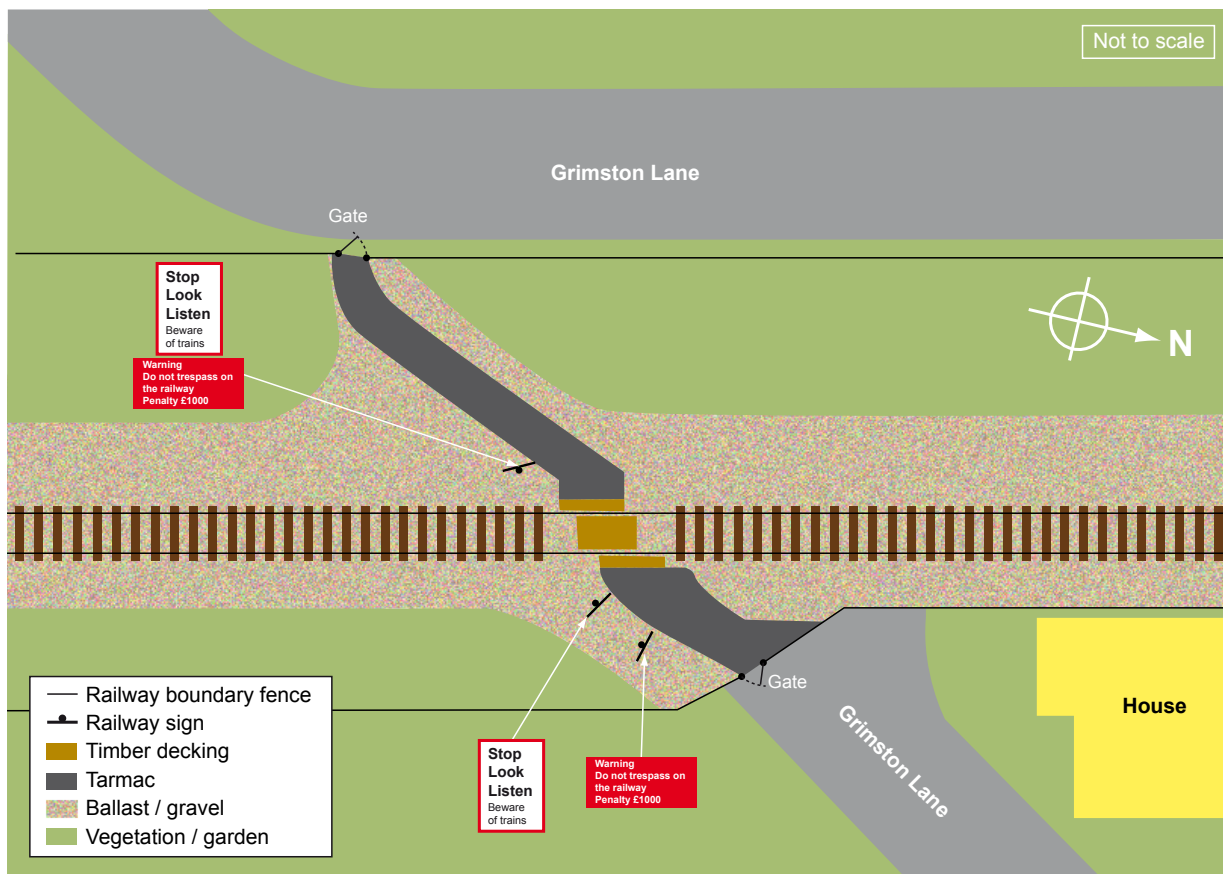 Not to scale
Grimston Lane
Gate
Stop
Look
Listen
Beware
of trains
Warning
Do not trespass on
the railway
Penalty £1000
N
Gate
House
Grimston Lane
Railway boundary fence
Railway sign
Timber decking
Tarmac
Ballast / gravel
Vegetation / garden
Stop
Look
Listen
Beware
of trains
Warning
Do not trespass on
the railway
Penalty £1000